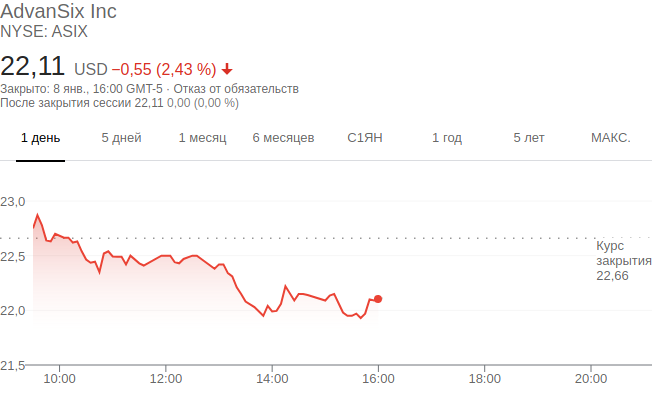 AdvanSix Inc
NYSE: ASIX
22,11 USD −0,55 (2,43 %)
Закрыто: 8 янв., 16:00 GMT-5 · Отказ от обязательств
После закрытия сессии 22,11 0,00 (0,00 %)
1 день 5 дней 1 месяц 6 месяцев С1ЯН 1 год 5 лет МАКС.
23,0
Курс
закрытия
22,66
22,5
22,0
21,5
10:00 12:00 14:00 16:00 18:00 20:00